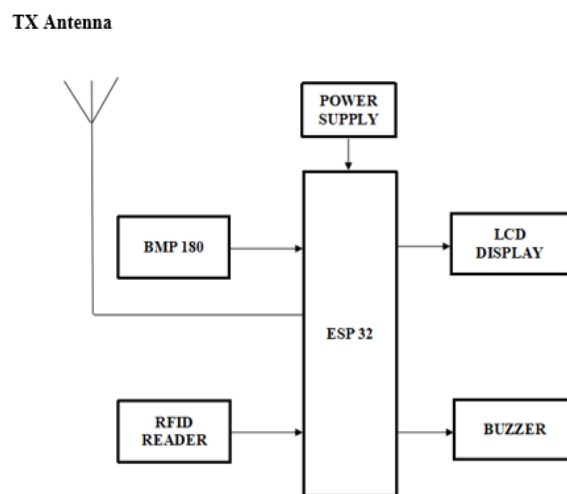 TX Antenna
POWER
SUPPLY
BMP 180
LCD
DISPLAY
ESP 32
RFID
READER
BUZZER